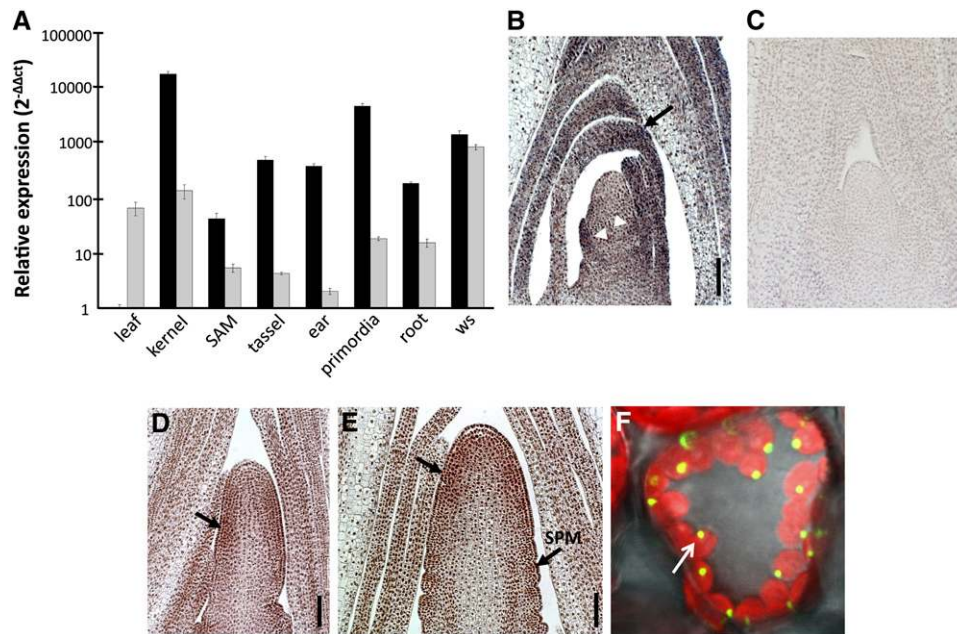 A
B
C
100000
10000
1000
100
10
1
Relative expression (2-ΔΔct)
leaf
kernel
SAM
tassel
ear
primordia
root
ws
D
E
F
SPM